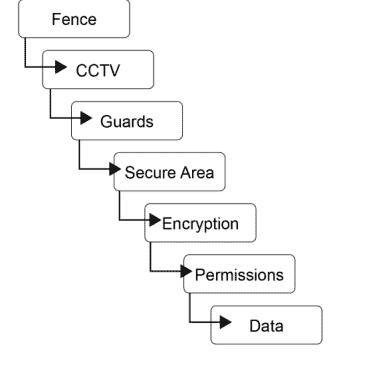 Fence
CCTV
Guards
Secure Area
Encryption
Permissions
Data